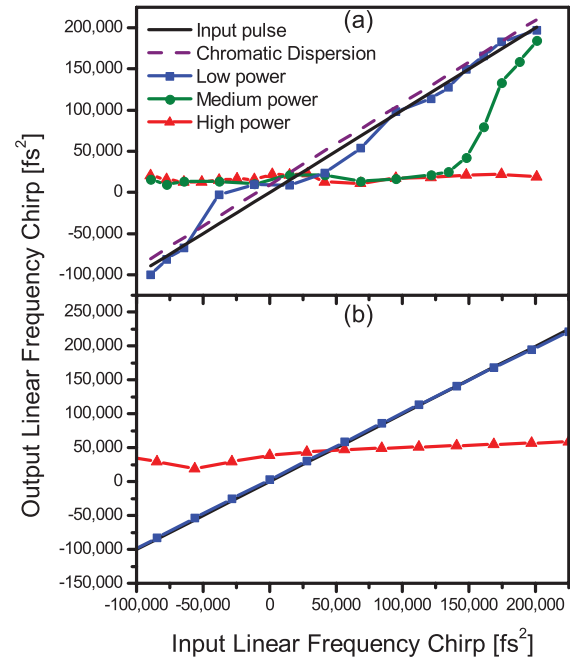 (a)
Input pulse
Chromatic Dispersion
Low power
Medium power
High power
200,000
150,000
100,000
50,000
0
-50,000
-100,000
(b)
250,000
200,000
150,000
100,000
50,000
0
-50,000
-100,000
-150,000
-100,000 -50,000 0 50,000 100,000 150,000 200,000
Output Linear Frequency Chirp [fs²]
Input Linear Frequency Chirp [fs²]